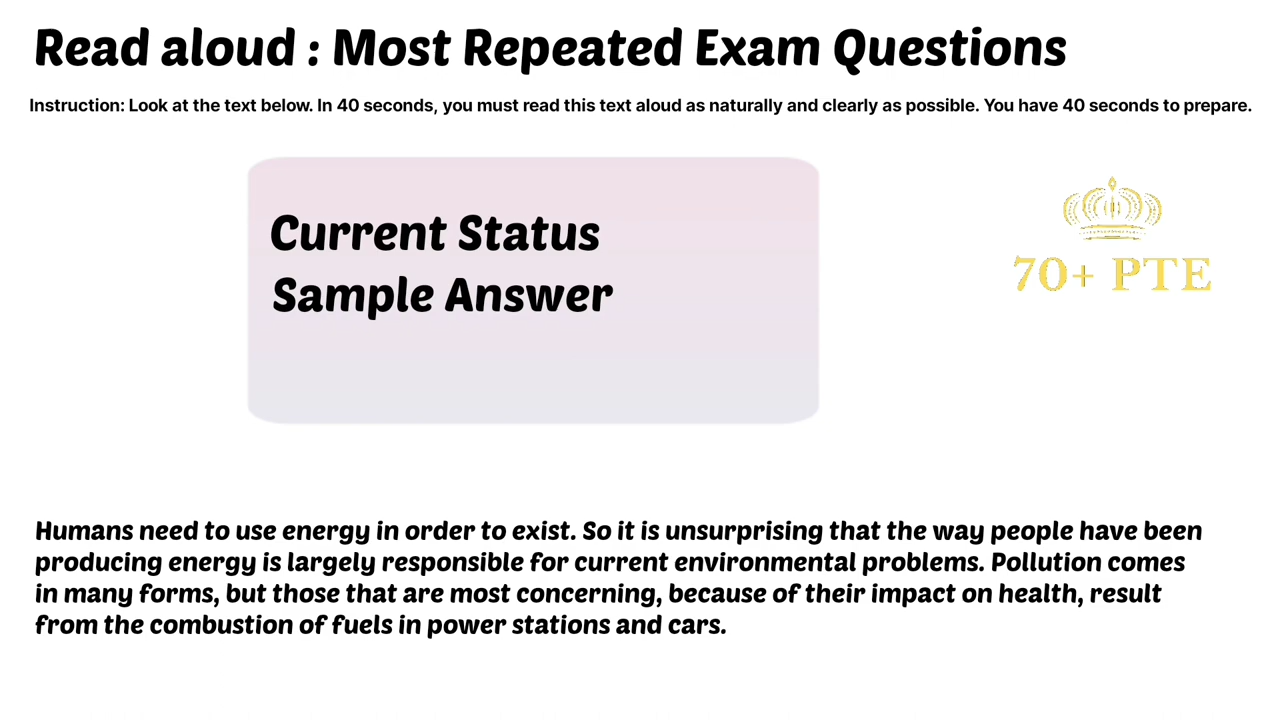 Read aloud : Most Repeated Exam Questions
Instruction: Look at the text below. In 40 seconds, you must read this text aloud as naturally and clearly as possible. You have 40 seconds to prepare.
Current Status
Sample Answer
70+ PTE
Humans need to use energy in order to exist. So it is unsurprising that the way people have been
producing energy is largely responsible for current environmental problems. Pollution comes
in many forms, but those that are most concerning, because of their impact on health, result
from the combustion of fuels in power stations and cars.